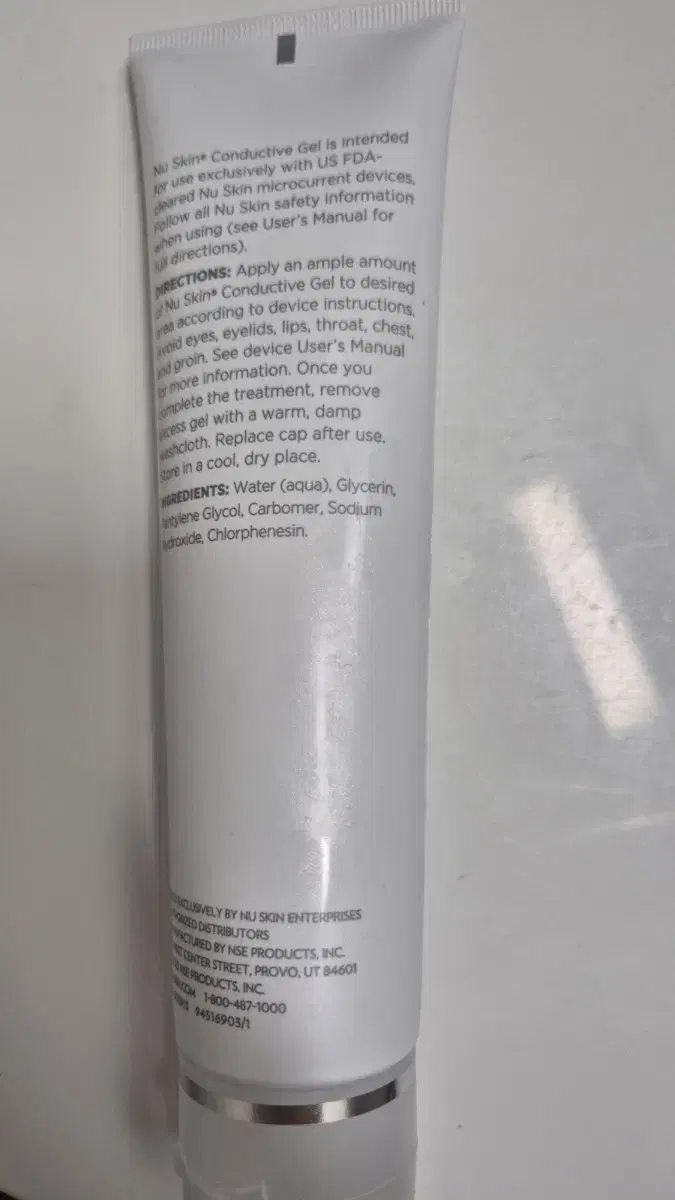 Nu Skin® Conductive Gel is intended
for use exclusively with US FDA-
cleared Nu Skin microcurrent devices.
Follow all Nu Skin safety information
when using (see User's Manual for
full directions).
DIRECTIONS: Apply an ample amount
of Nu Skin® Conductive Gel to desired
area according to device instructions.
Avoid eyes, eyelids, lips, throat, chest,
and groin. See device User's Manual
for more information. Once you
complete the treatment, remove
excess gel with a warm, damp
washcloth. Replace cap after use.
Store in a cool, dry place.
INGREDIENTS: Water (aqua), Glycerin,
Pentylene Glycol, Carbomer, Sodium
Hydroxide, Chlorphenesin.
EXCLUSIVELY BY NU SKIN ENTERPRISES
DISTRIBUTORS
MANUFACTURED BY NSE PRODUCTS, INC.
CENTER STREET, PROVO, UT 84601
NSE PRODUCTS, INC.
1-800-487-1000
94516903/1